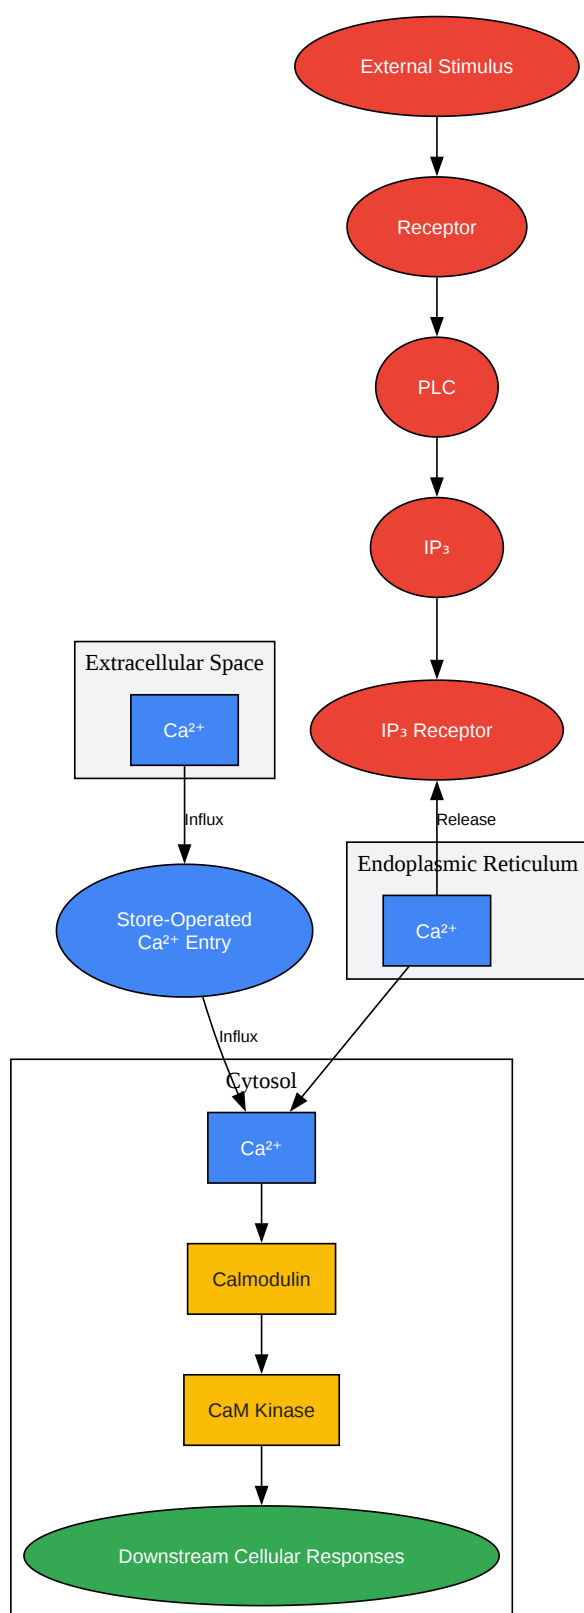 External Stimulus
Receptor
PLC
IP₃
Extracellular Space
Ca²⁺
IP₃ Receptor
Influx
Release
Endoplasmic Reticulum
Store-Operated
Ca²⁺ Entry
Ca²⁺
Influx
Cytosol
Ca²⁺
Calmodulin
CaM Kinase
Downstream Cellular Responses